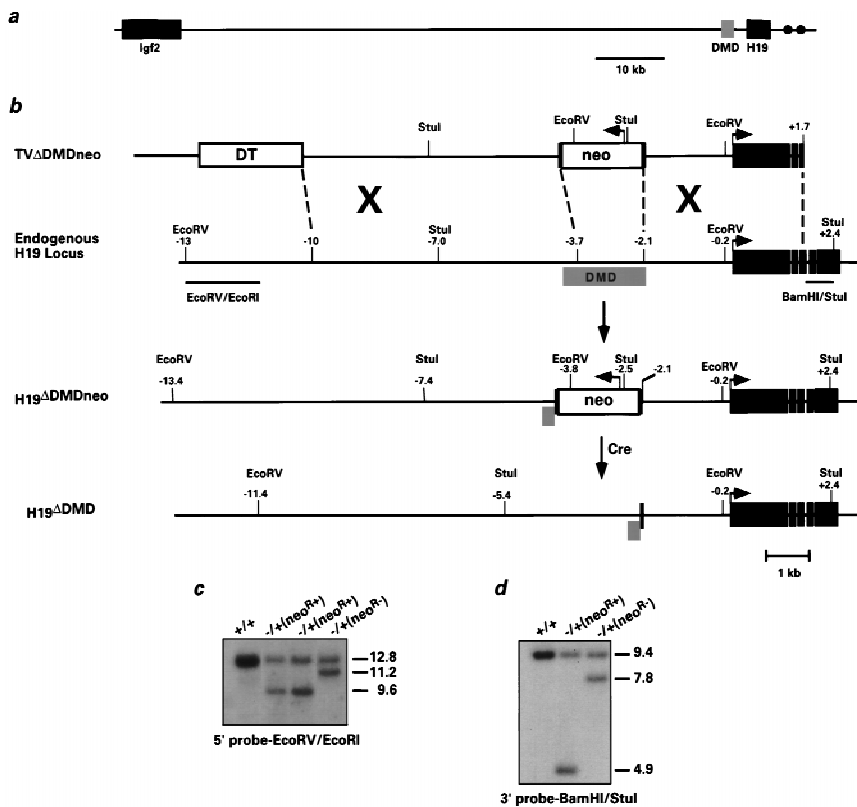 a
Igf2
DMD
H19
10 kb
b
EcoRV
StuI
StuI
EcoRV
+1.7
TVΔDMDneo
DT
neo
X
X
Endogenous
H19 Locus
EcoRV
-13
-10
StuI
-7.0
-3.7
-2.1
EcoRV
-0.2
StuI
+2.4
DMD
EcoRV/EcoRI
BamHI/StuI
EcoRV
-13.4
StuI
-7.4
EcoRV
-3.8
StuI
-2.5
-2.1
EcoRV
-0.2
StuI
+2.4
H19ΔDMDneo
neo
Cre
EcoRV
-11.4
StuI
-5.4
EcoRV
-0.2
StuI
+2.4
H19ΔDMD
1 kb
c
+/+
-/+(neoR+)
-/+(neoR+)
-/+(neoR-)
12.8
11.2
9.6
5' probe-EcoRV/EcoRI
d
+/+
-/+(neoR+)
-/+(neoR-)
9.4
7.8
4.9
3' probe-BamHI/StuI